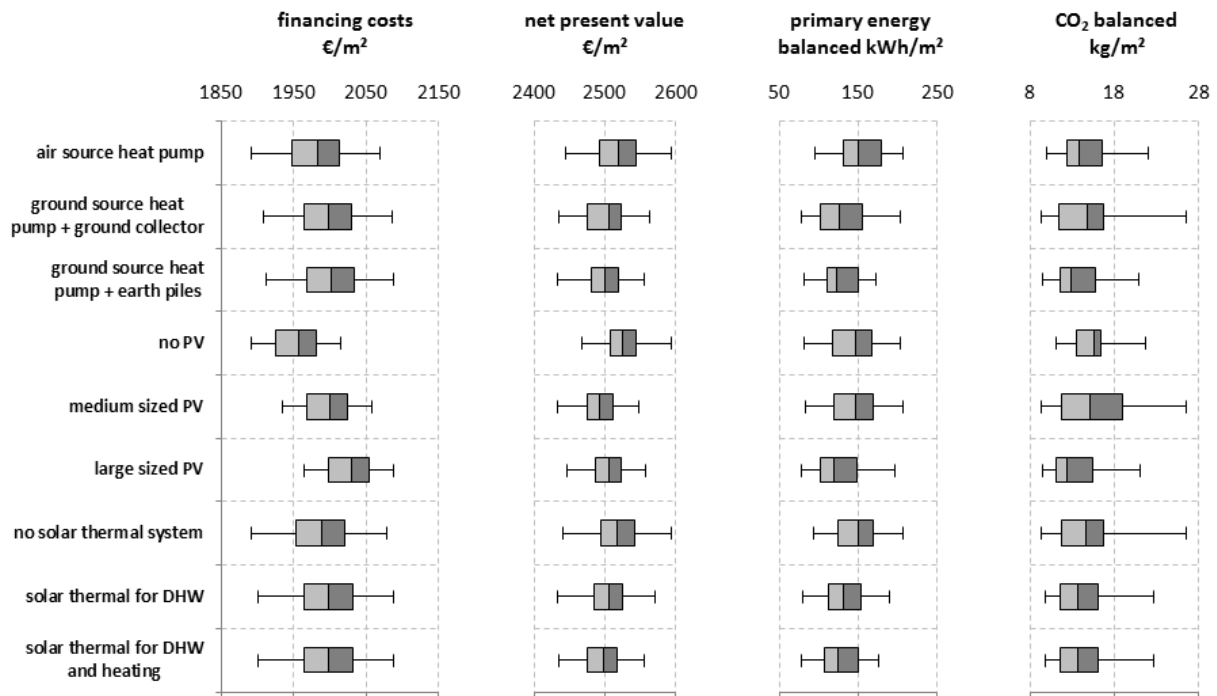 financing costs
€/m²
net present value
€/m²
primary energy
balanced kWh/m²
CO₂ balanced
kg/m²
1850 1950 2050 2150
2400 2500 2600
50 150 250
8 18 28
air source heat pump
ground source heat
pump + ground collector
ground source heat
pump + earth piles
no PV
medium sized PV
large sized PV
no solar thermal system
solar thermal for DHW
solar thermal for DHW
and heating